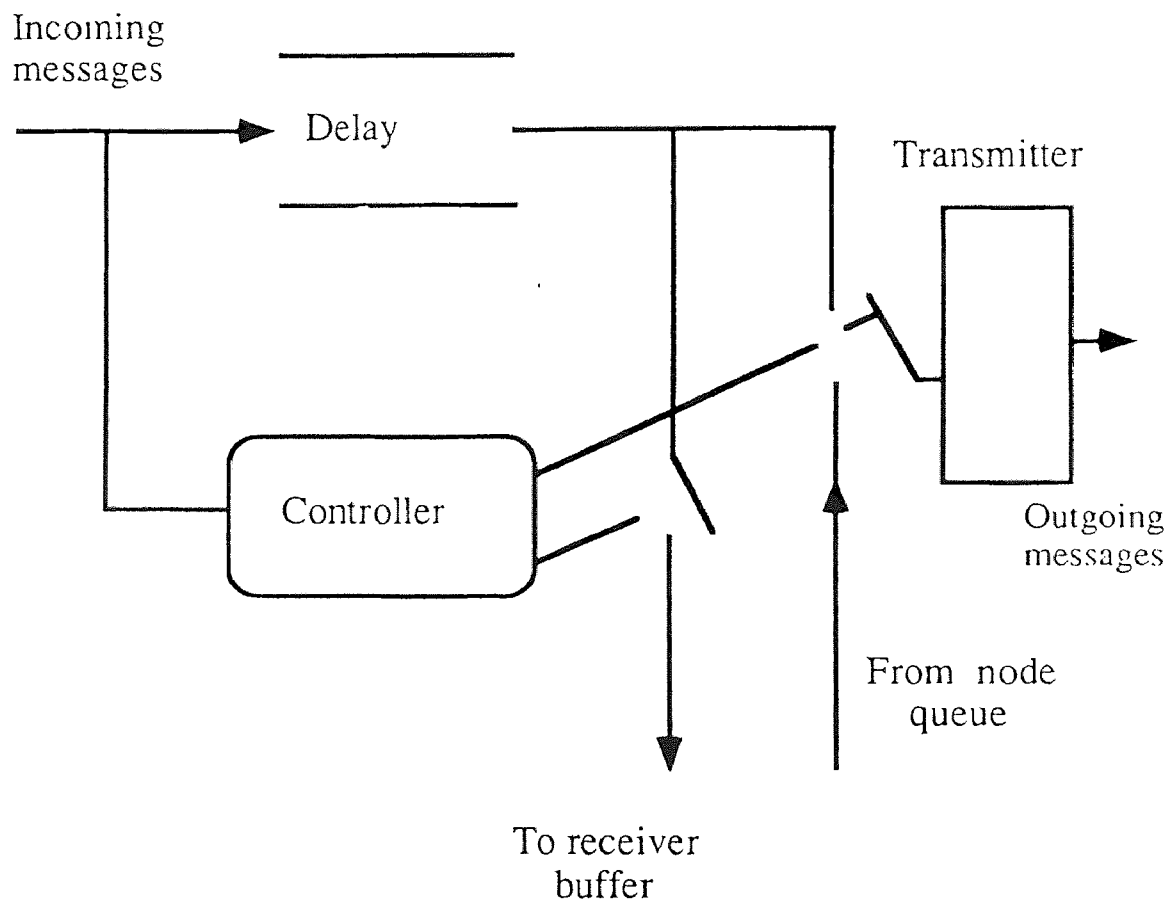 Incoming
messages
Delay
Transmitter
Controller
Outgoing
messages
From node
queue
To receiver
buffer